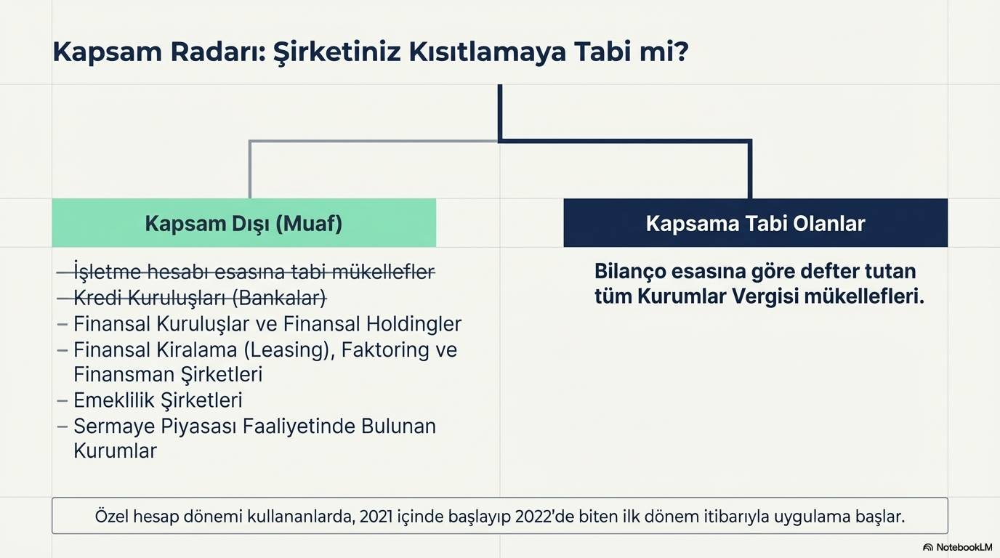 Kapsam Radarı: Şirketiniz Kısıtlamaya Tabi mi?
Kapsam Dışı (Muaf)
– İşletme hesabı esasına tabi mükellefler
– Kredi Kuruluşları (Bankalar)
– Finansal Kuruluşlar ve Finansal Holdingler
– Finansal Kiralama (Leasing), Faktoring ve
Finansman Şirketleri
– Emeklilik Şirketleri
– Sermaye Piyasası Faaliyetinde Bulunan
Kurumlar
Kapsama Tabi Olanlar
Bilanço esasına göre defter tutan
tüm Kurumlar Vergisi mükellefleri.
Özel hesap dönemi kullananlarda, 2021 içinde başlayıp 2022’de biten ilk dönem itibarıyla uygulama başlar.
NotebookLM